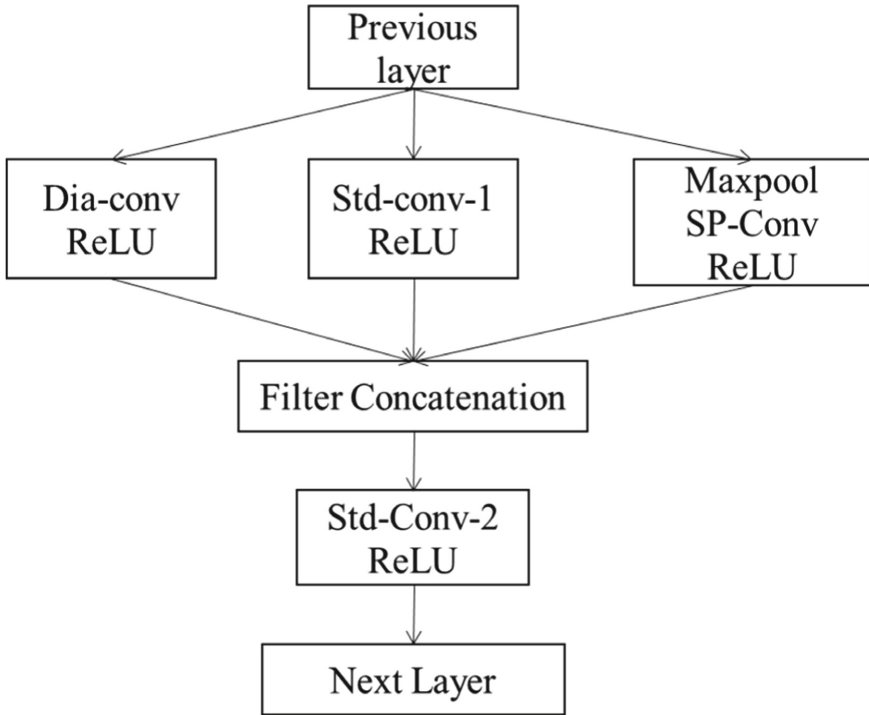 Previous
layer
Dia-conv
ReLU
Std-conv-1
ReLU
Maxpool
SP-Conv
ReLU
Filter Concatenation
Std-Conv-2
ReLU
Next Layer